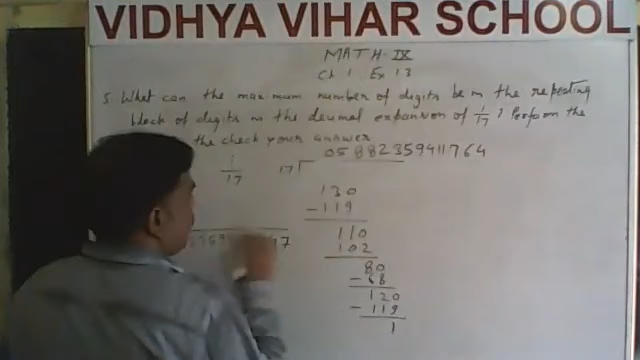 VIDHYA VIHAR SCHOOL
MATH-IX
Ch 1 Ex 1.3
5. What can the maximum number of digits be in the repeating
block of digits in the decimal expansion of 1/17 ? Perform the
the check your answer
1/17
17
05882359411764
130
-119
110
102
80
-68
120
-119
1